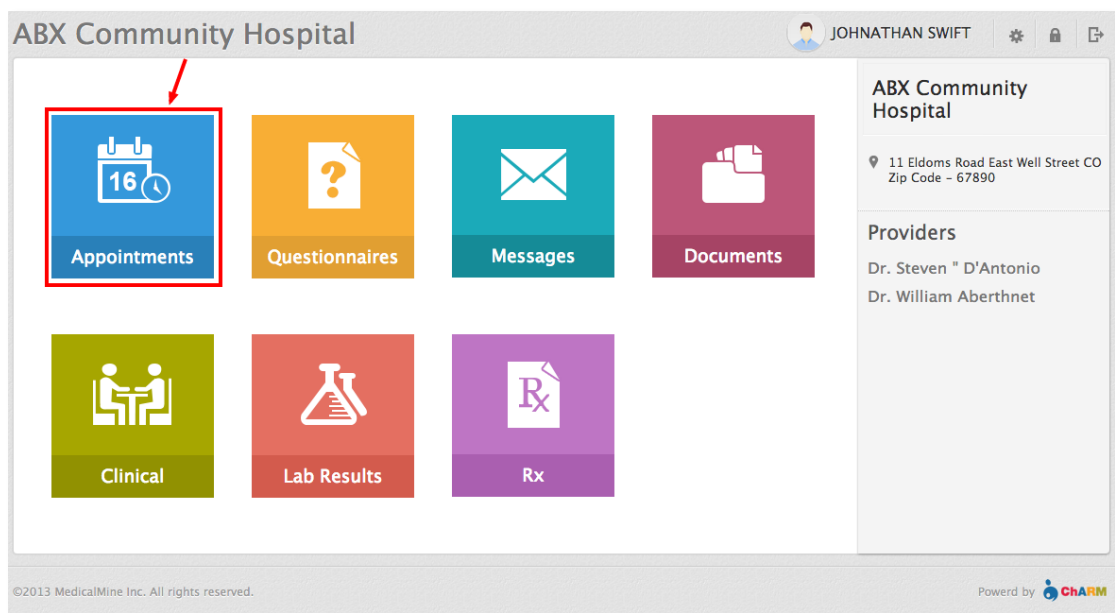 ABX Community Hospital
JOHNATHAN SWIFT
16
?
Appointments
Questionnaires
Messages
Documents
Rx
Clinical
Lab Results
Rx
ABX Community
Hospital
11 Eldoms Road East Well Street CO
Zip Code - 67890
Providers
Dr. Steven " D'Antonio
Dr. William Aberthnet
©2013 MedicalMine Inc. All rights reserved.
Powered by ChARM